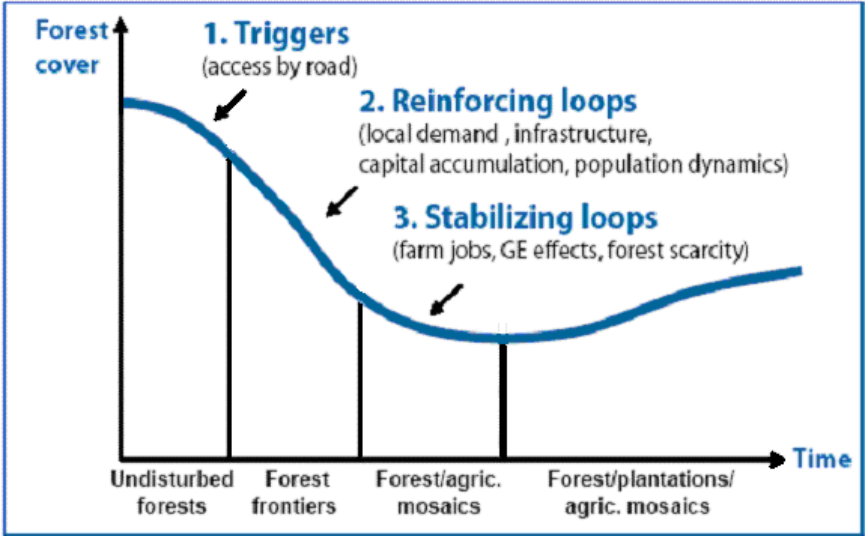 Forest
cover
1. Triggers
(access by road)
2. Reinforcing loops
(local demand , infrastructure,
capital accumulation, population dynamics)
3. Stabilizing loops
(farm jobs, GE effects, forest scarcity)
Time
Undisturbed
forests
Forest
frontiers
Forest/agric.
mosaics
Forest/plantations/
agric. mosaics